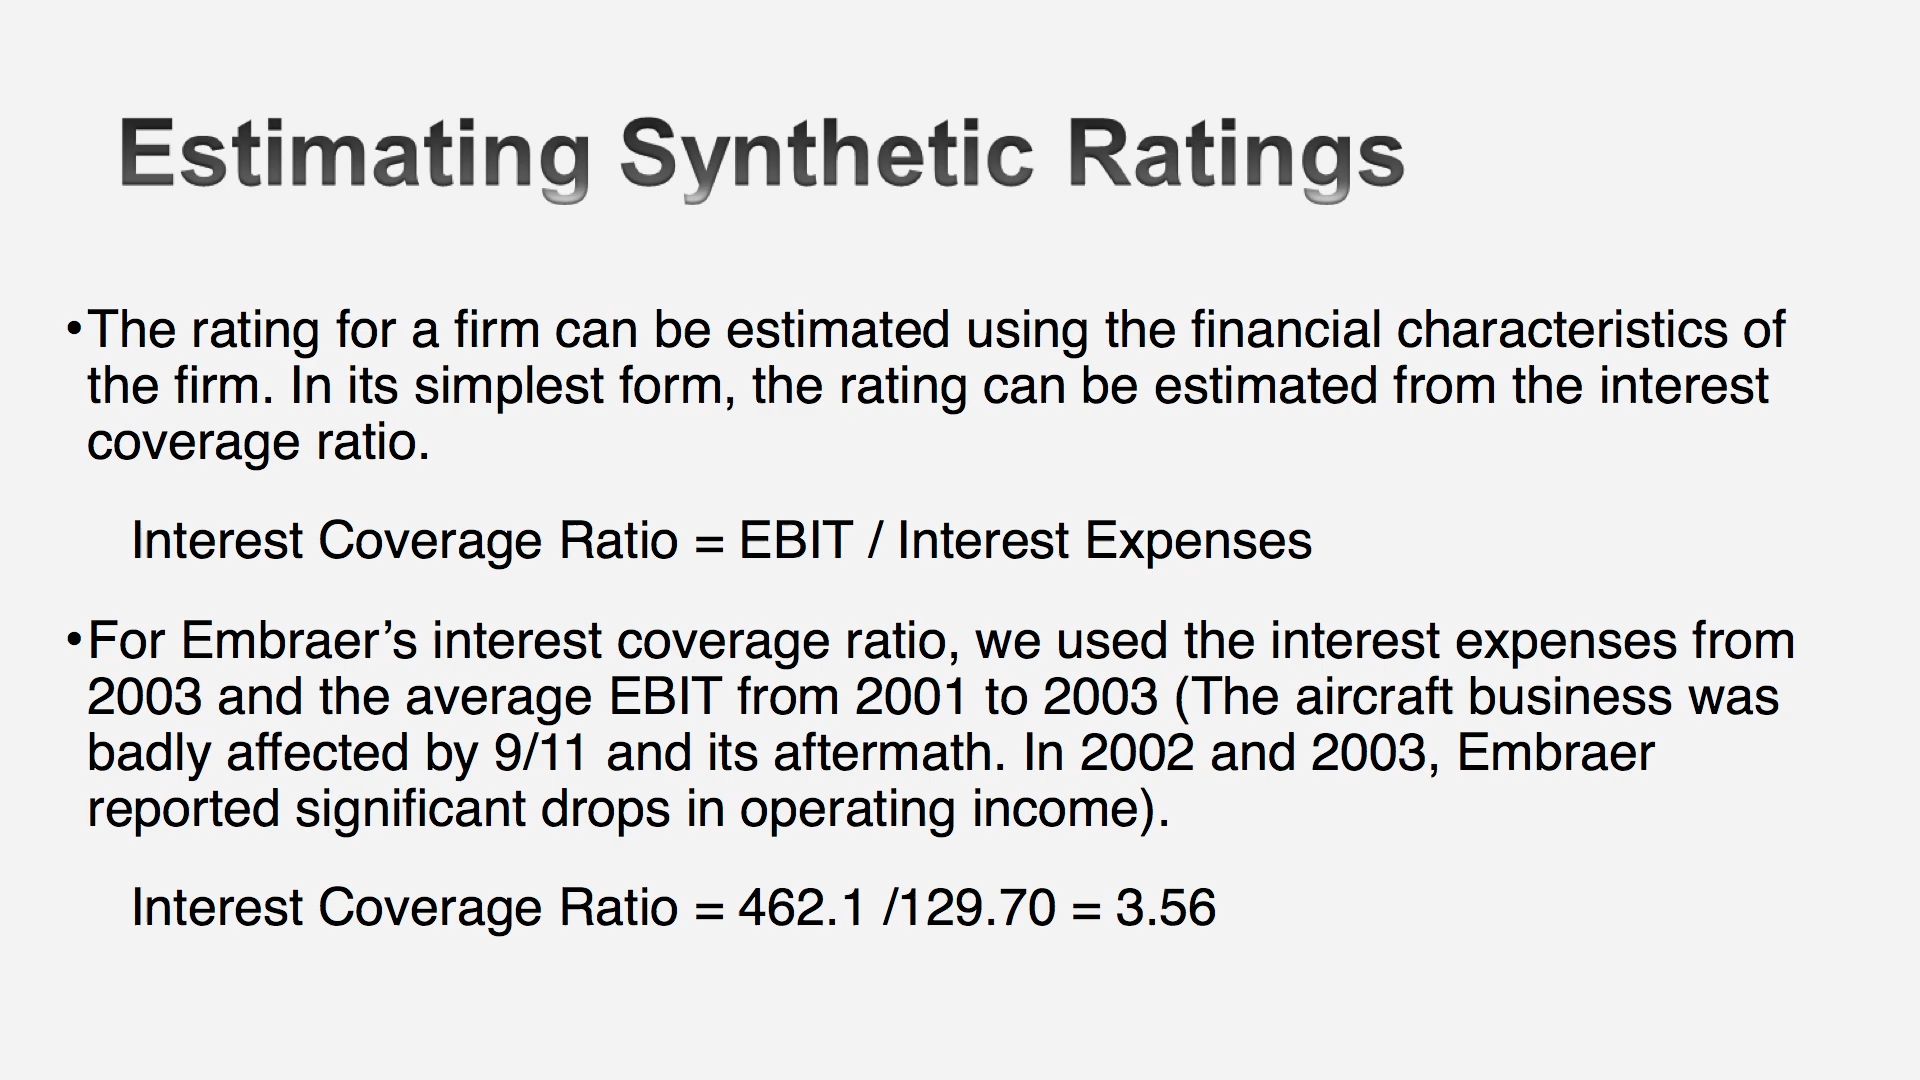 Estimating Synthetic Ratings
•The rating for a firm can be estimated using the financial characteristics of
the firm. In its simplest form, the rating can be estimated from the interest
coverage ratio.
Interest Coverage Ratio = EBIT / Interest Expenses
•For Embraer’s interest coverage ratio, we used the interest expenses from
2003 and the average EBIT from 2001 to 2003 (The aircraft business was
badly affected by 9/11 and its aftermath. In 2002 and 2003, Embraer
reported significant drops in operating income).
Interest Coverage Ratio = 462.1 /129.70 = 3.56